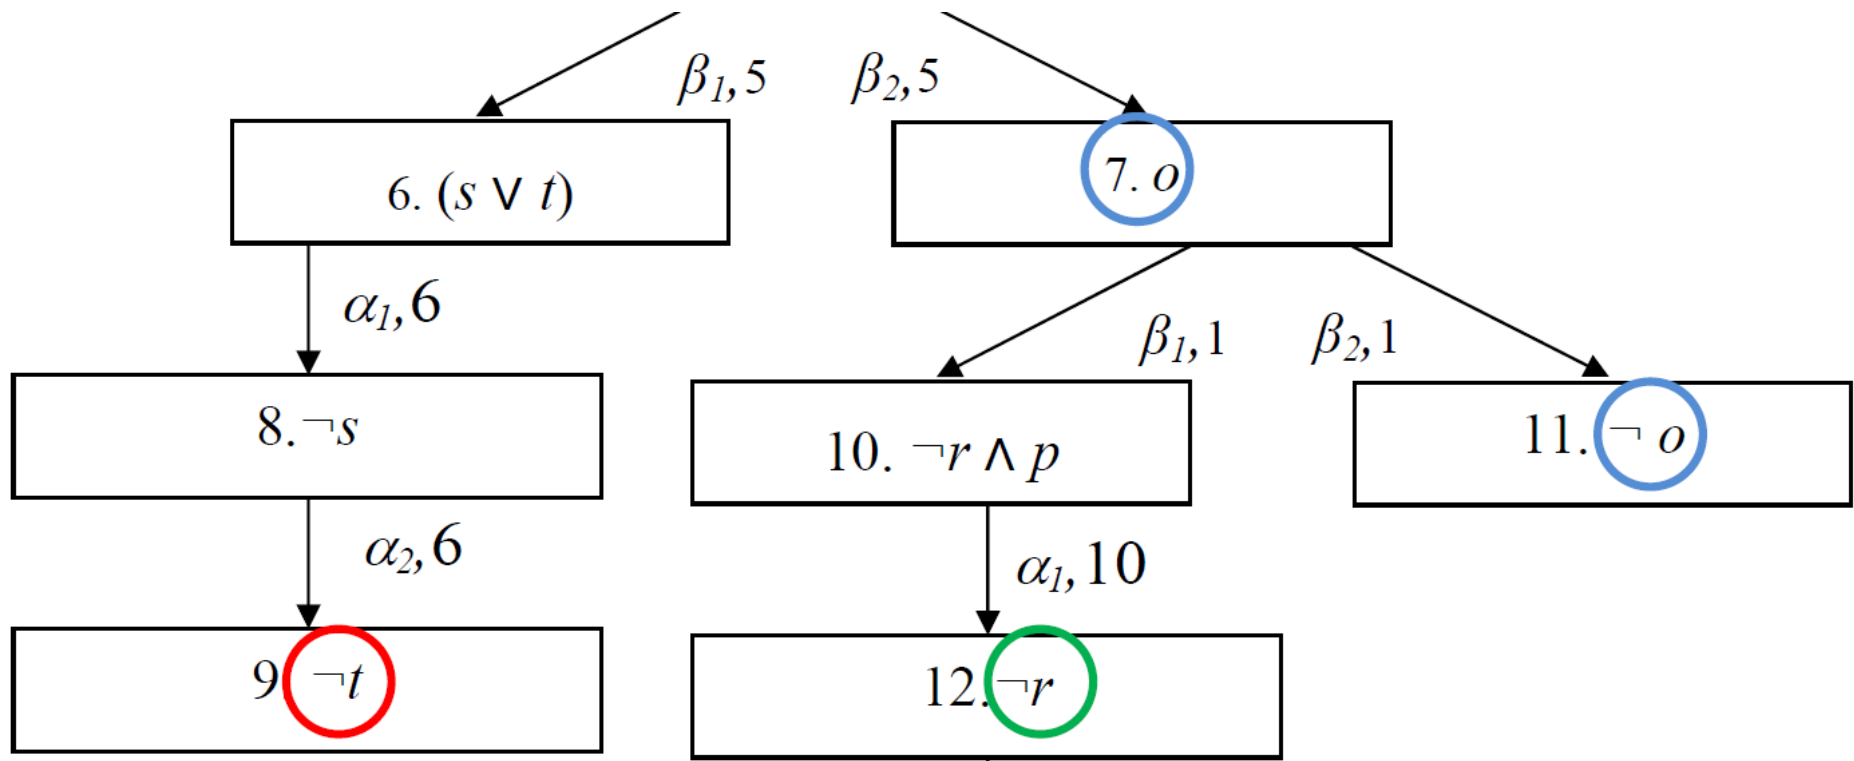 β1,5 β2,5
6. (s ∨ t)
7. o
α1,6
β1,1 β2,1
8.¬s
10. ¬r ∧ p
11. ¬ o
α2,6
α1,10
9 ¬t
12.¬r